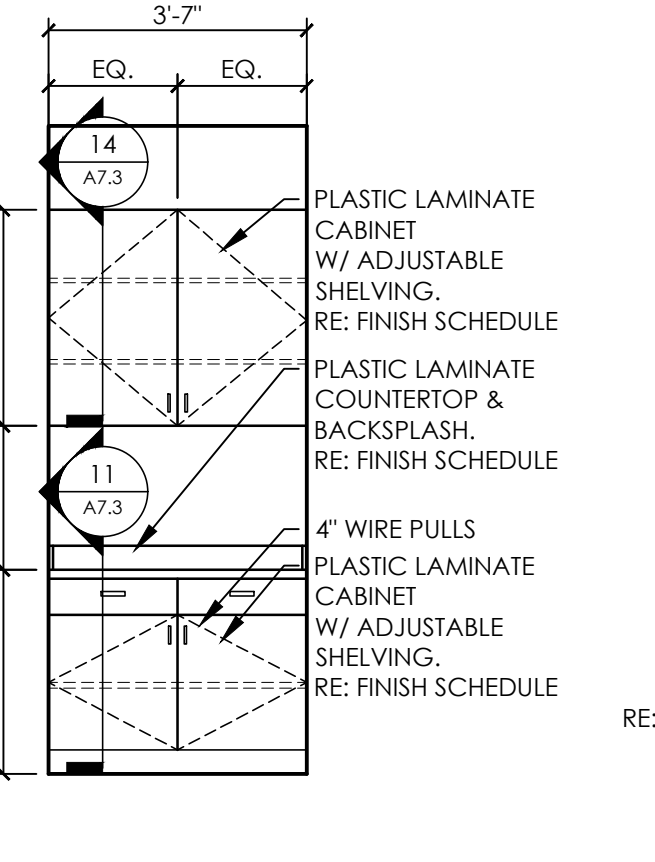 3'-7"
EQ.
EQ.
14
A7.3
PLASTIC LAMINATE
CABINET
W/ ADJUSTABLE
SHELVING.
RE: FINISH SCHEDULE
PLASTIC LAMINATE
COUNTERTOP &
BACKSPLASH.
RE: FINISH SCHEDULE
11
A7.3
4" WIRE PULLS
PLASTIC LAMINATE
CABINET
W/ ADJUSTABLE
SHELVING.
RE: FINISH SCHEDULE
RE: